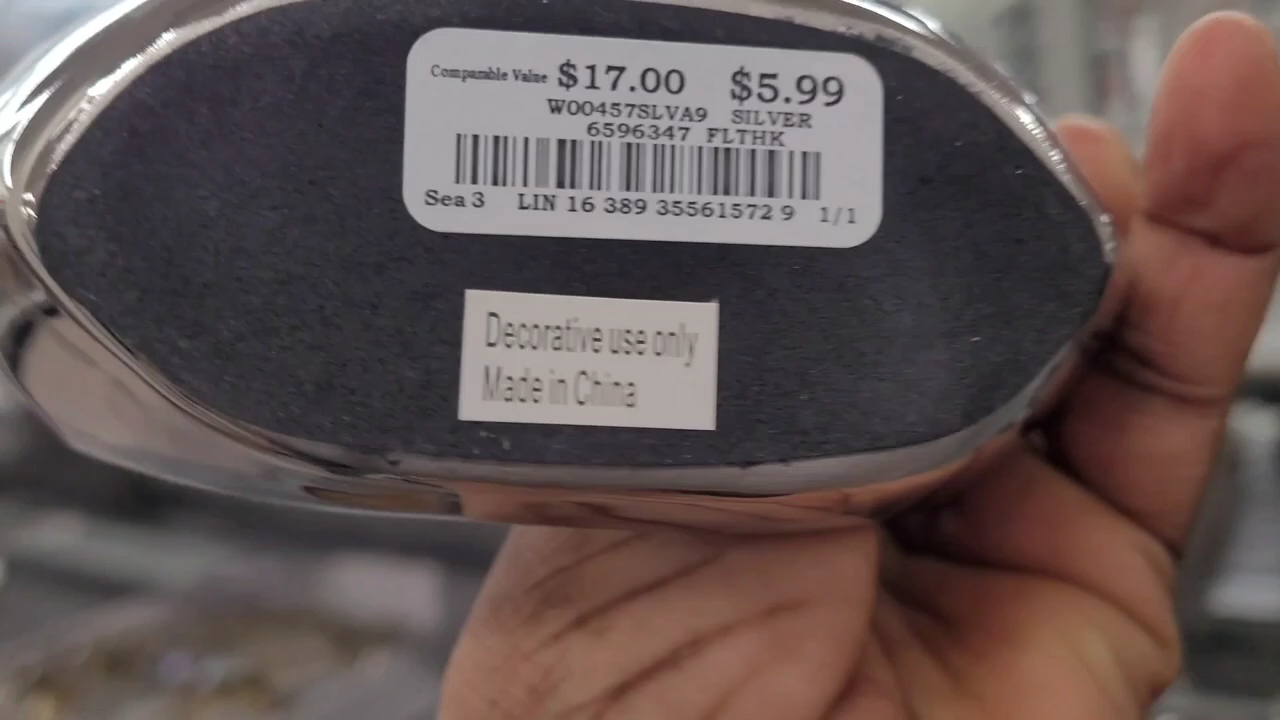 Comparable Value $17.00 $5.99
W00457SLVA9 SILVER
6596347 FLTHK
Sea 3 LIN 16 389 35561572 9 1/1
Decorative use only
Made in China